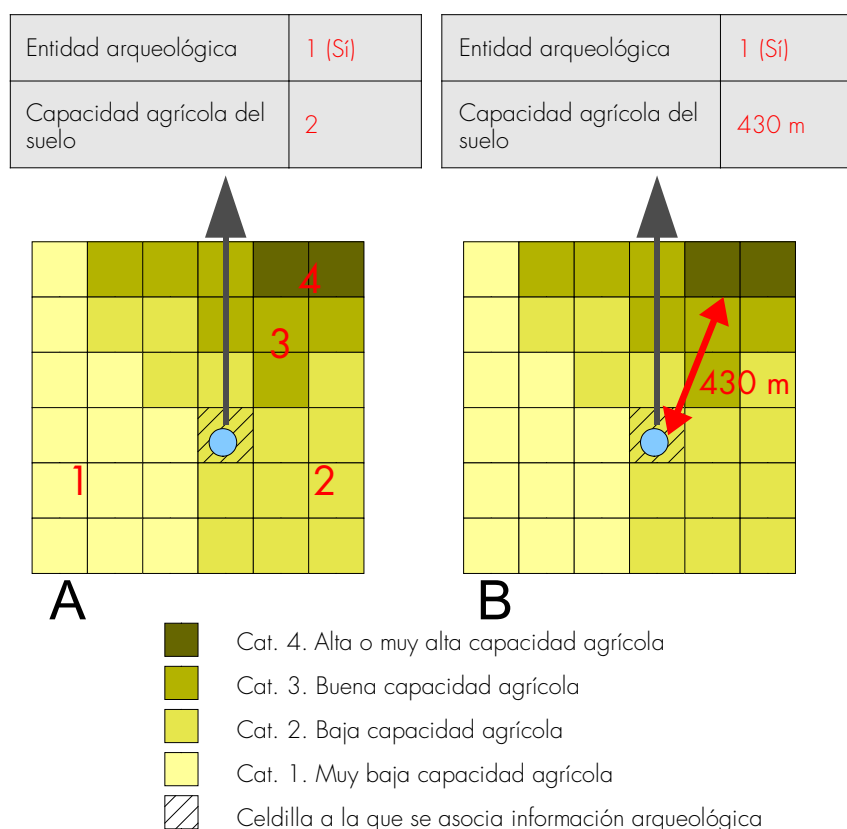 Entidad arqueológica 1 (Sí)
Capacidad agrícola del
suelo 2
Entidad arqueológica 1 (Sí)
Capacidad agrícola del
suelo 430 m
4
3
1
2
A
430 m
B
Cat. 4. Alta o muy alta capacidad agrícola
Cat. 3. Buena capacidad agrícola
Cat. 2. Baja capacidad agrícola
Cat. 1. Muy baja capacidad agrícola
Celdilla a la que se asocia información arqueológica